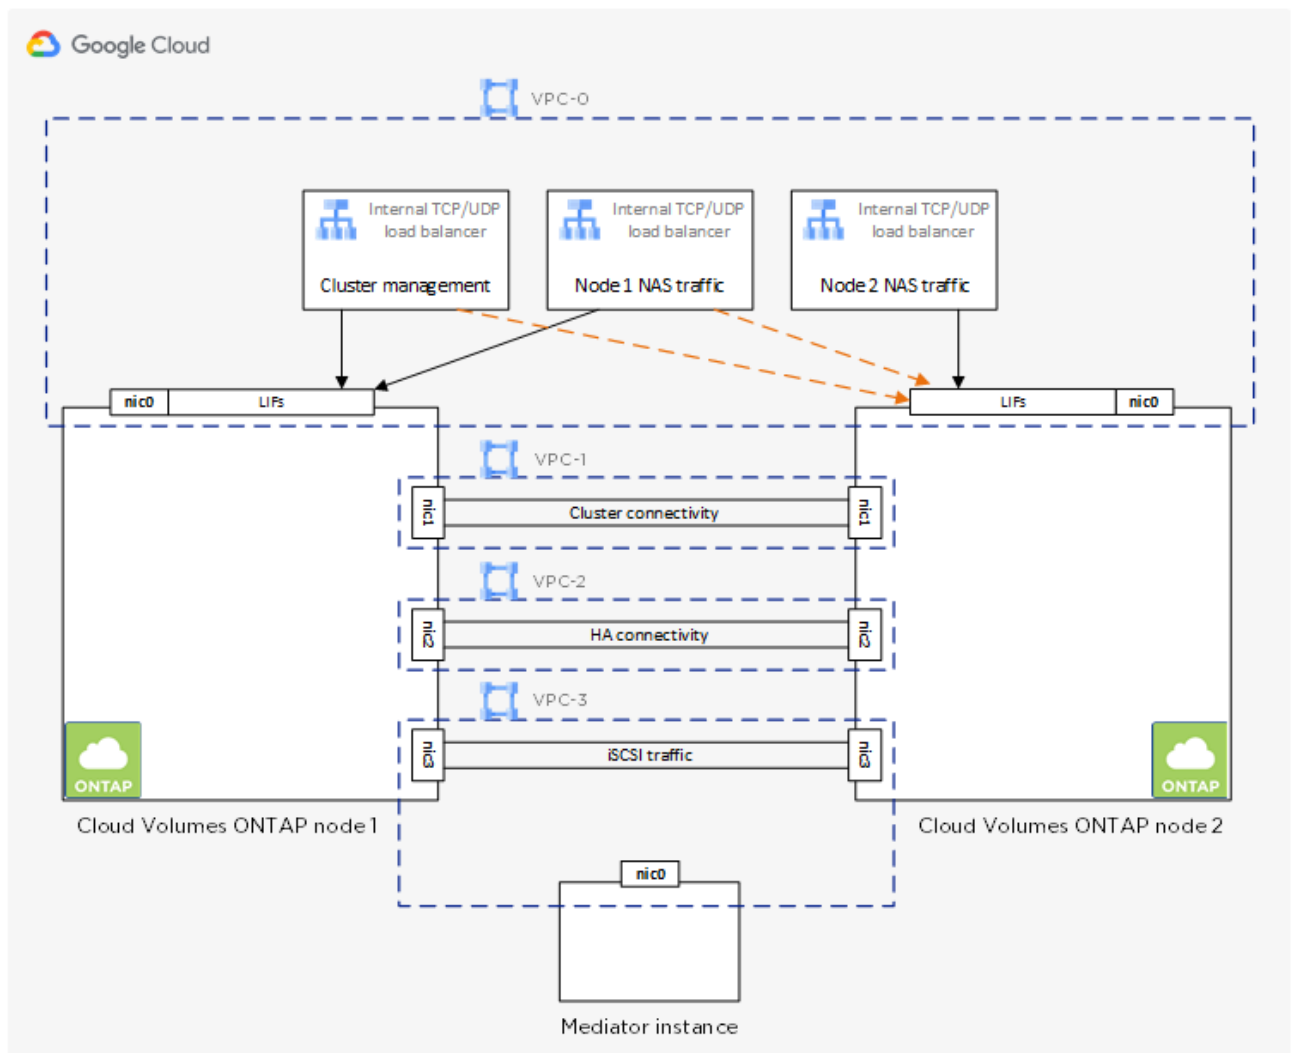 Google Cloud
VPC-0
Internal TCP/UDP
load balancer
Cluster management
Internal TCP/UDP
load balancer
Node 1 NAS traffic
Internal TCP/UDP
load balancer
Node 2 NAS traffic
nic0
LIFs
LIFs
nic0
VPC-1
nic1
Cluster connectivity
nic1
VPC-2
nic2
HA connectivity
nic2
VPC-3
nic3
iSCSI traffic
nic3
ONTAP
ONTAP
Cloud Volumes ONTAP node 1
Cloud Volumes ONTAP node 2
nic0
Mediator instance